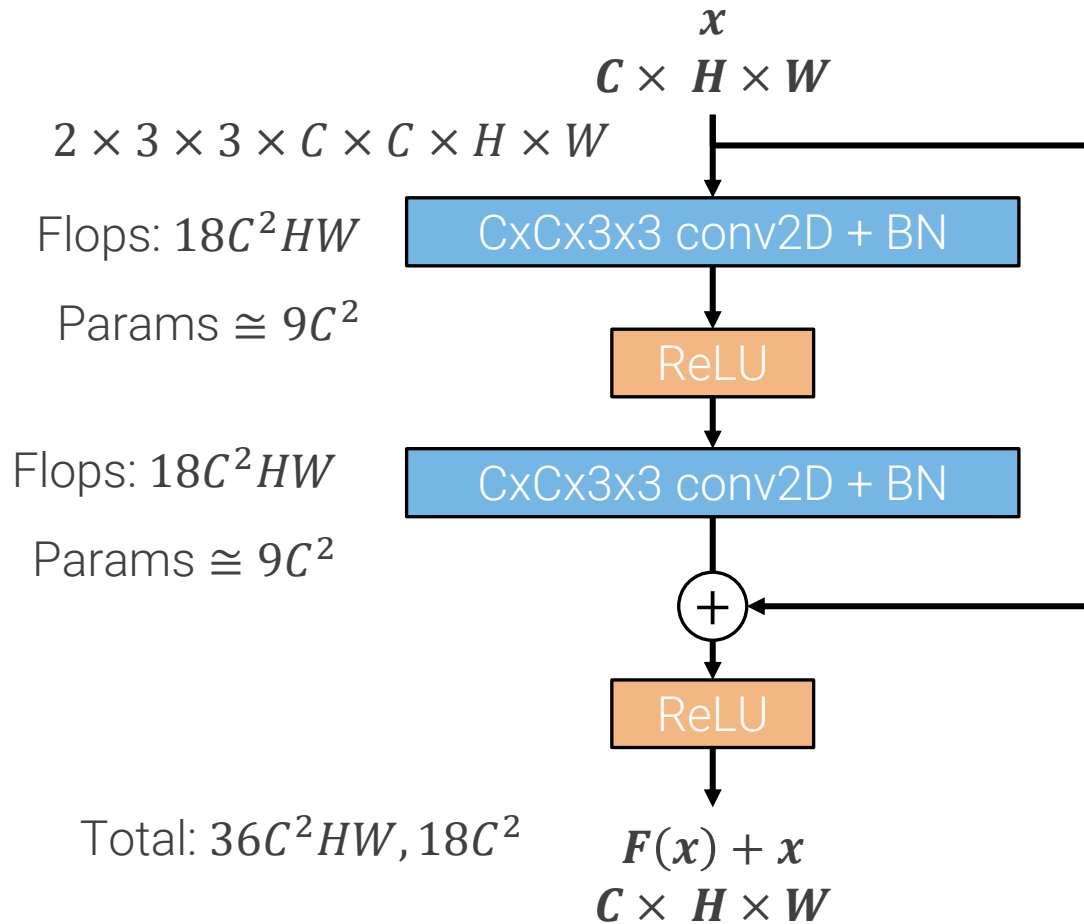 x
C × H × W
2 × 3 × 3 × C × C × H × W
Flops: 18C²HW
CxCx3x3 conv2D + BN
Params ≅ 9C²
ReLU
Flops: 18C²HW
CxCx3x3 conv2D + BN
Params ≅ 9C²
+
ReLU
Total: 36C²HW, 18C²
F(x) + x
C × H × W